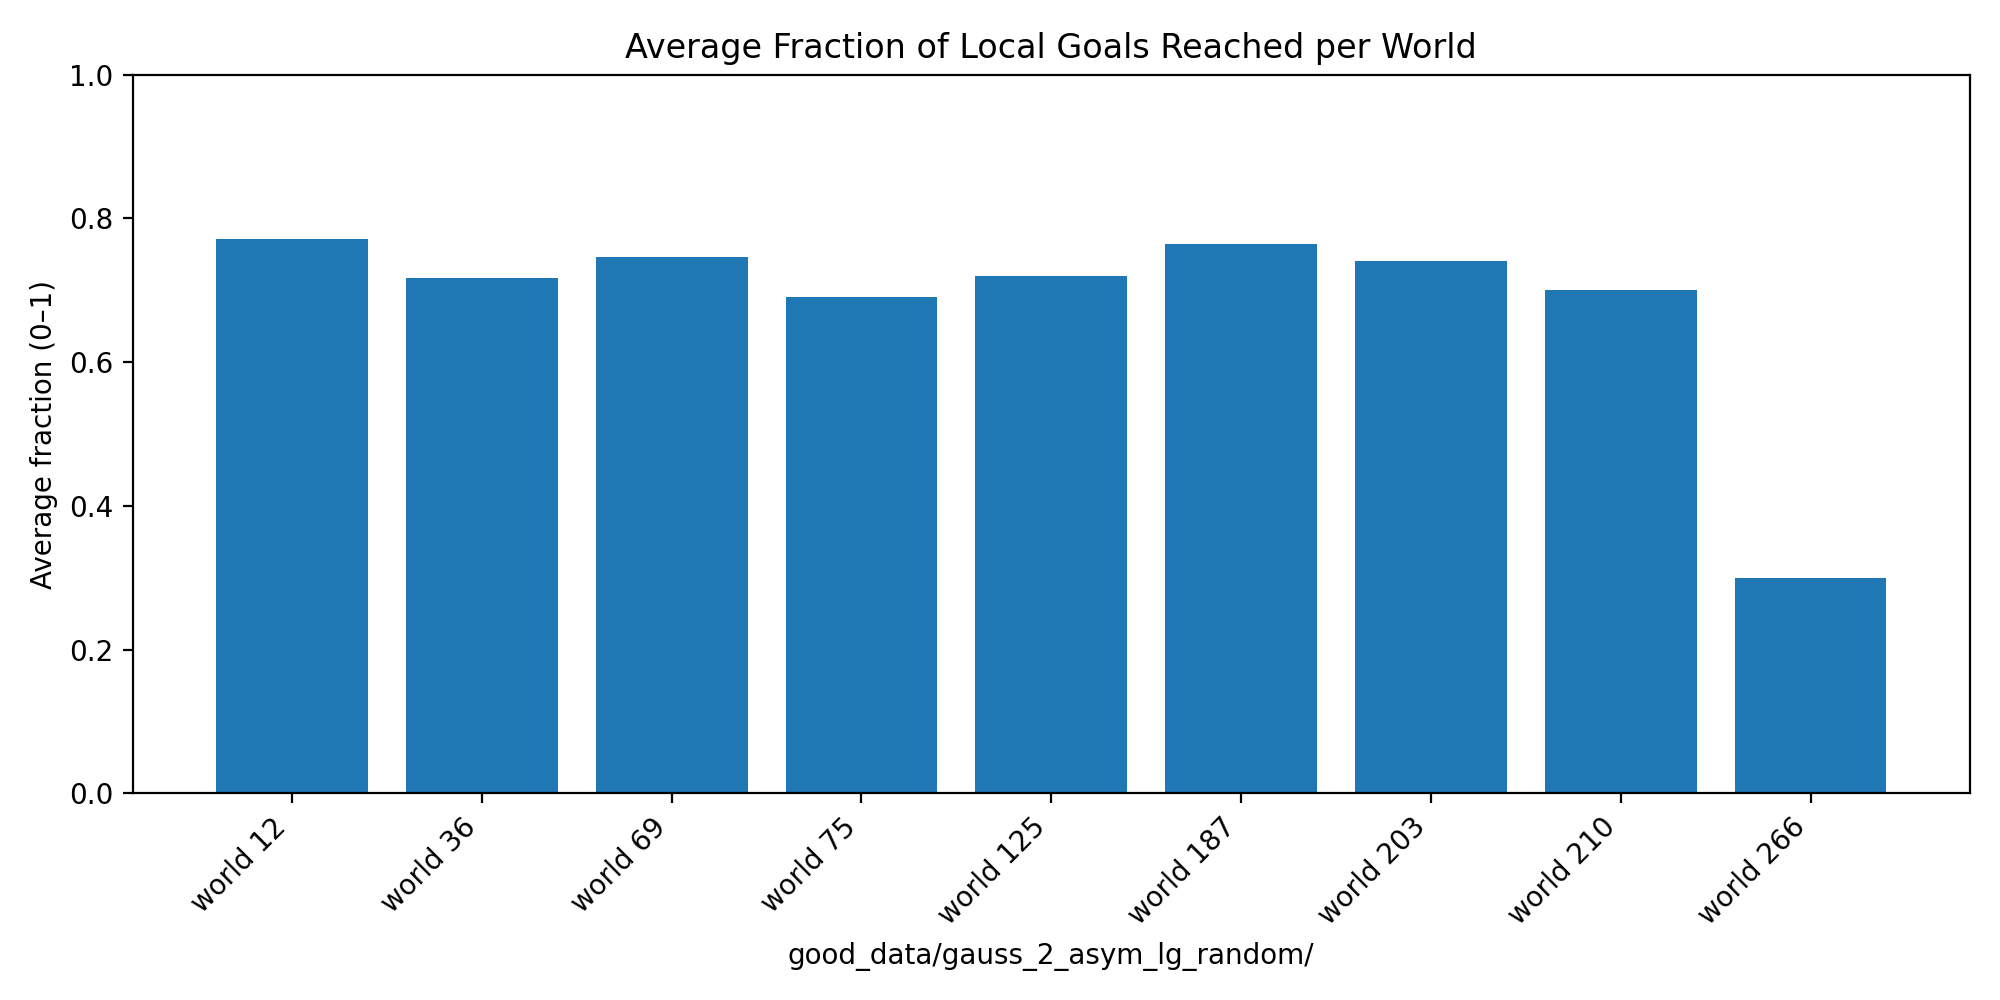 Average Fraction of Local Goals Reached per World
Average fraction (0–1)
1.0
0.8
0.6
0.4
0.2
0.0
world 12
world 36
world 69
world 75
world 125
world 187
world 203
world 210
world 266
good_data/gauss_2_asym_lg_random/